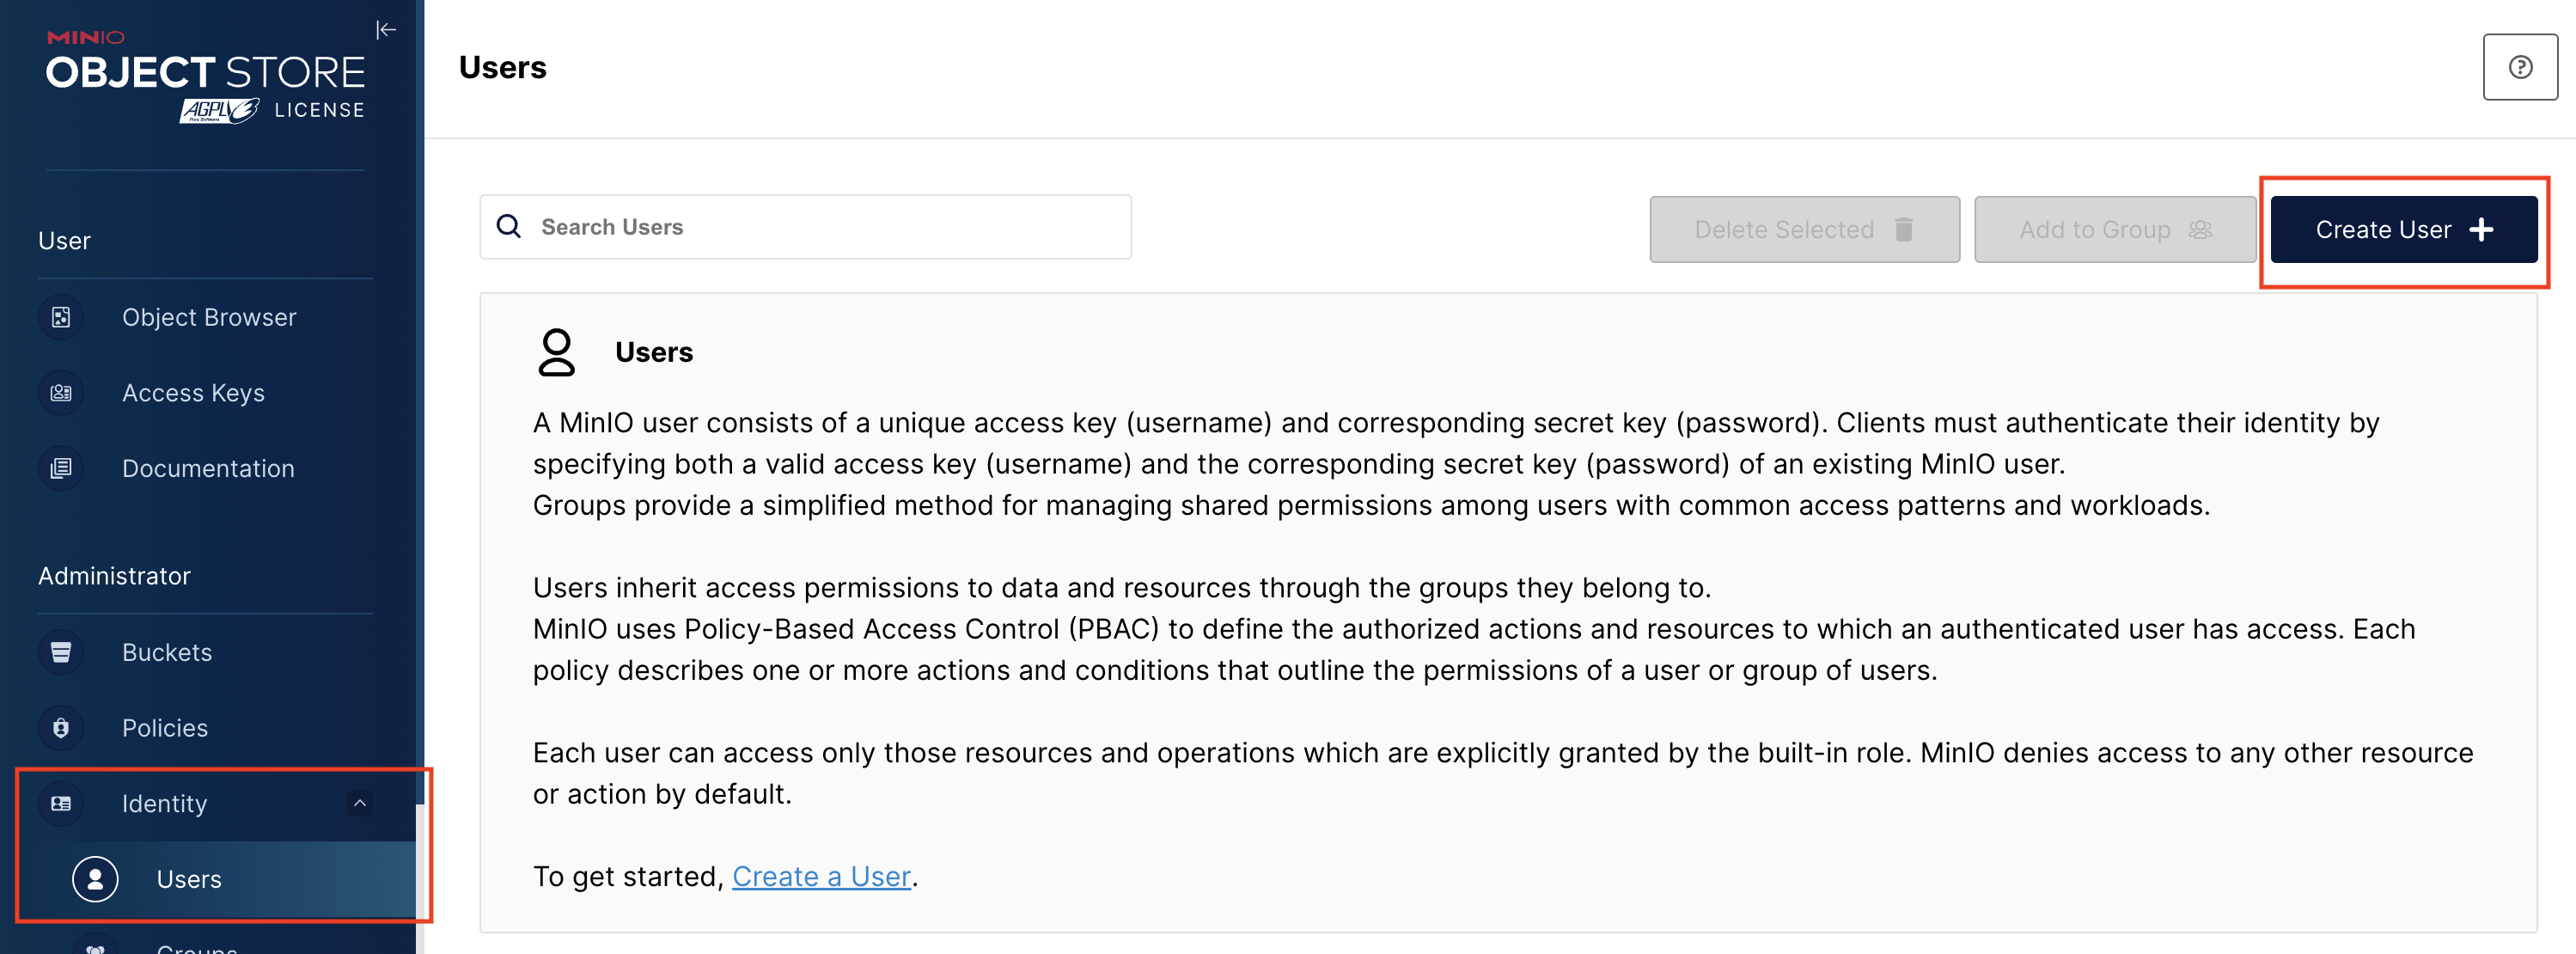 MINIO
OBJECT STORE
AGPL v3 LICENSE
User
Object Browser
Access Keys
Documentation
Administrator
Buckets
Policies
Identity
Users
Groups
Users
Search Users
Delete Selected
Add to Group
Create User
Users
A MinIO user consists of a unique access key (username) and corresponding secret key (password). Clients must authenticate their identity by
specifying both a valid access key (username) and the corresponding secret key (password) of an existing MinIO user.
Groups provide a simplified method for managing shared permissions among users with common access patterns and workloads.
Users inherit access permissions to data and resources through the groups they belong to.
MinIO uses Policy-Based Access Control (PBAC) to define the authorized actions and resources to which an authenticated user has access. Each
policy describes one or more actions and conditions that outline the permissions of a user or group of users.
Each user can access only those resources and operations which are explicitly granted by the built-in role. MinIO denies access to any other resource
or action by default.
To get started, Create a User.